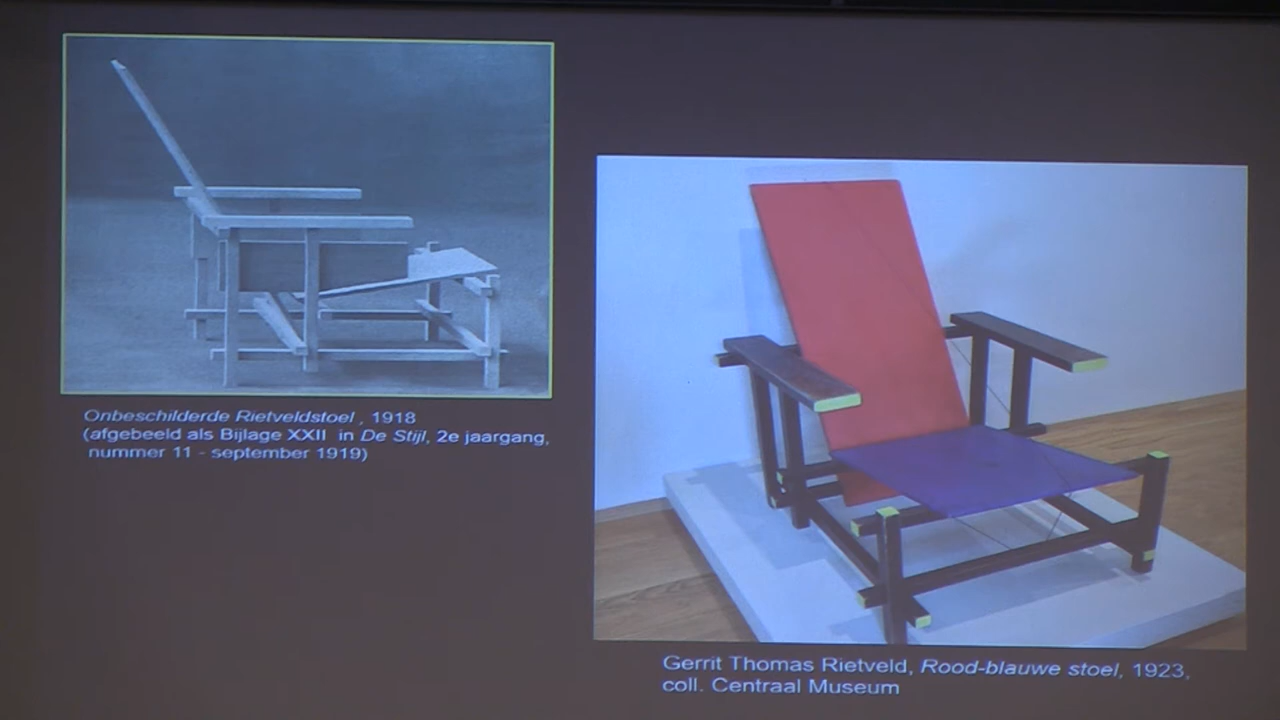 Onbeschilderde Rietveldstoel , 1918
(afgebeeld als Bijlage XXII in De Stijl, 2e jaargang,
nummer 11 - september 1919)
Gerrit Thomas Rietveld, Rood-blauwe stoel, 1923,
coll. Centraal Museum